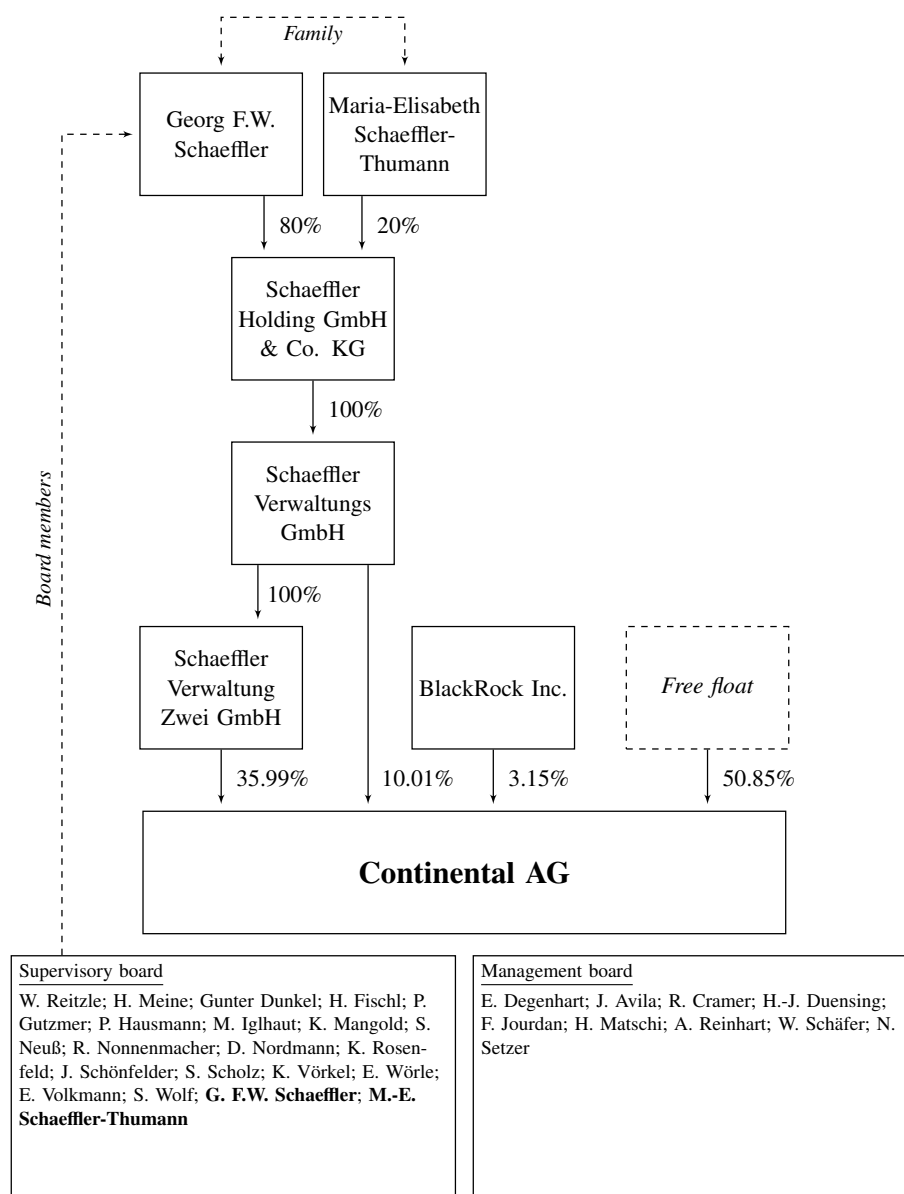 Family
Georg F.W.
Schaeffler
Maria-Elisabeth
Schaeffler-
Thumann
80%
20%
Schaeffler
Holding GmbH
& Co. KG
100%
Schaeffler
Verwaltungs
GmbH
Board members
100%
Schaeffler
Verwaltung
Zwei GmbH
BlackRock Inc.
Free float
35.99%
10.01%
3.15%
50.85%
Continental AG
Supervisory board
W. Reitzle; H. Meine; Gunter Dunkel; H. Fischl; P.
Gutzmer; P. Hausmann; M. Iglhaut; K. Mangold; S.
Neuß; R. Nonnenmacher; D. Nordmann; K. Rosen-
feld; J. Schönfelder; S. Scholz; K. Vörkel; E. Wörle;
E. Volkmann; S. Wolf; G. F.W. Schaeffler; M.-E.
Schaeffler-Thumann
Management board
E. Degenhart; J. Avila; R. Cramer; H.-J. Duensing;
F. Jourdan; H. Matschi; A. Reinhart; W. Schäfer; N.
Setzer